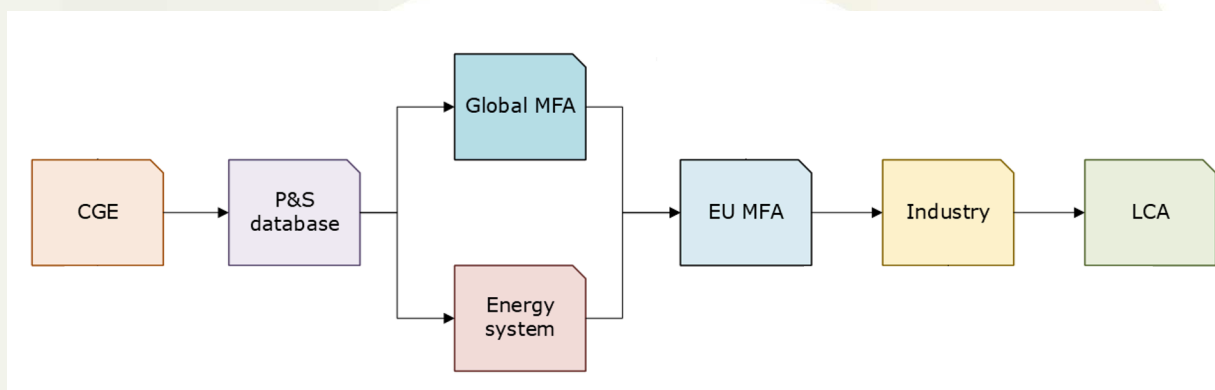 CGE
P&S
database
Global MFA
Energy
system
EU MFA
Industry
LCA